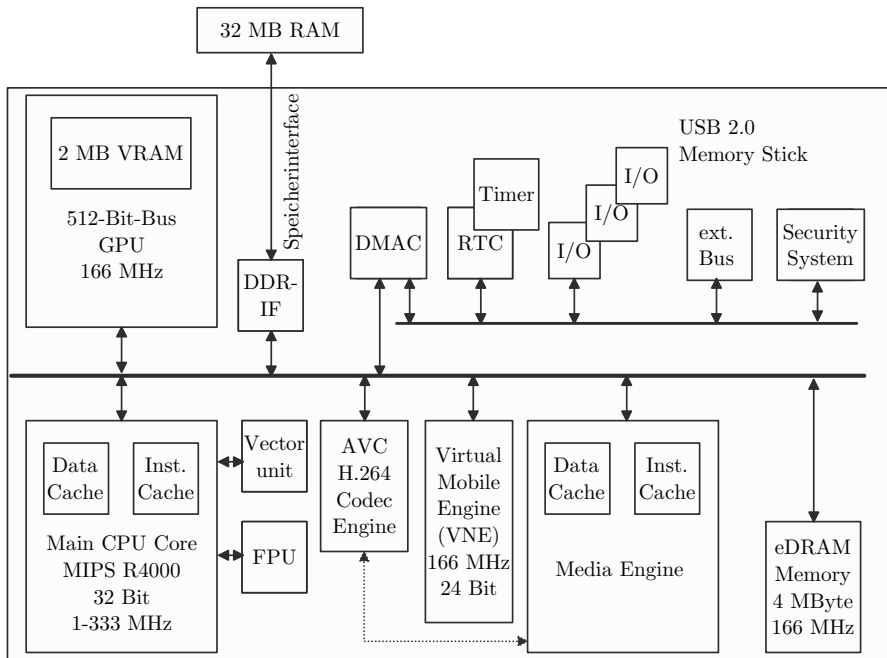 32 MB RAM
Speicherinterface
2 MB VRAM
512-Bit-Bus
GPU
166 MHz
DDR-
IF
DMAC
Timer
RTC
I/O
I/O
I/O
USB 2.0
Memory Stick
ext.
Bus
Security
System
Data
Cache
Inst.
Cache
Main CPU Core
MIPS R4000
32 Bit
1-333 MHz
Vector
unit
FPU
AVC
H.264
Codec
Engine
Virtual
Mobile
Engine
(VNE)
166 MHz
24 Bit
Data
Cache
Inst.
Cache
Media Engine
eDRAM
Memory
4 MByte
166 MHz